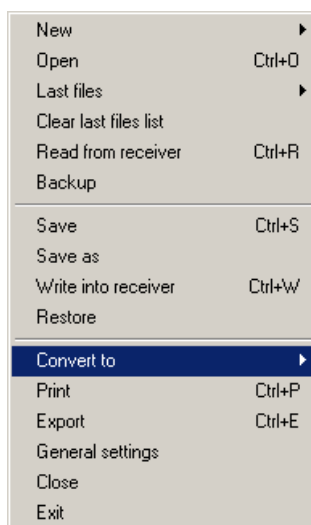 New
Open Ctrl+O
Last files
Clear last files list
Read from receiver Ctrl+R
Backup
Save Ctrl+S
Save as
Write into receiver Ctrl+W
Restore
Convert to
Print Ctrl+P
Export Ctrl+E
General settings
Close
Exit